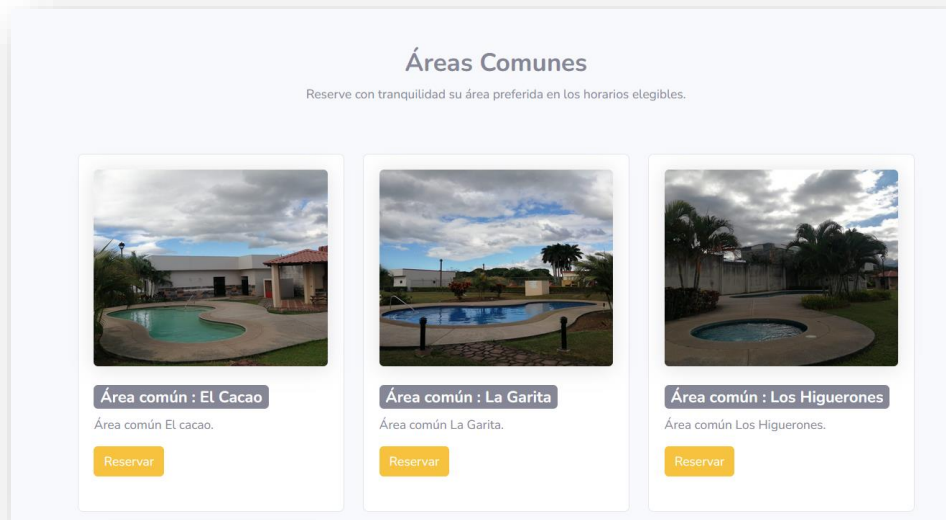 Áreas Comunes
Reserve con tranquilidad su área preferida en los horarios elegibles.
Área común : El Cacao
Área común El cacao.
Reservar
Área común : La Garita
Área común La Garita.
Reservar
Área común : Los Higuerones
Área común Los Higuerones.
Reservar